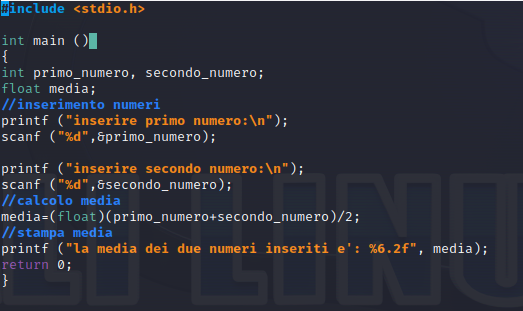 #include <stdio.h>
int main ()
{
int primo_numero, secondo_numero;
float media;
//inserimento numeri
printf ("inserire primo numero:\n");
scanf ("%d",&primo_numero);
printf ("inserire secondo numero:\n");
scanf ("%d",&secondo_numero);
//calcolo media
media=(float)(primo_numero+secondo_numero)/2;
//stampa media
printf ("la media dei due numeri inseriti e': %6.2f", media);
return 0;
}